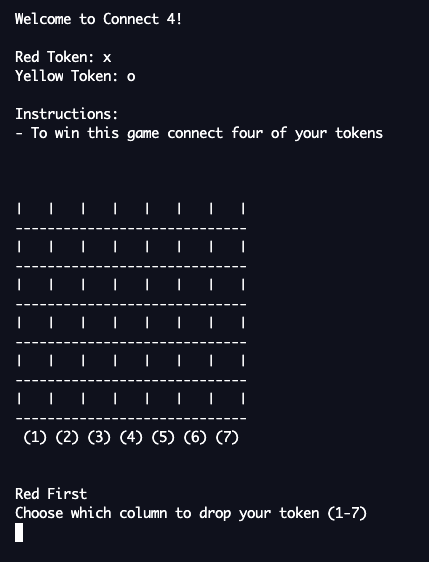 Welcome to Connect 4!
Red Token: x
Yellow Token: o
Instructions:
- To win this game connect four of your tokens
|   |   |   |   |   |   |   |
-----------------------------
|   |   |   |   |   |   |   |
-----------------------------
|   |   |   |   |   |   |   |
-----------------------------
|   |   |   |   |   |   |   |
-----------------------------
|   |   |   |   |   |   |   |
-----------------------------
|   |   |   |   |   |   |   |
-----------------------------
(1) (2) (3) (4) (5) (6) (7)
Red First
Choose which column to drop your token (1-7)